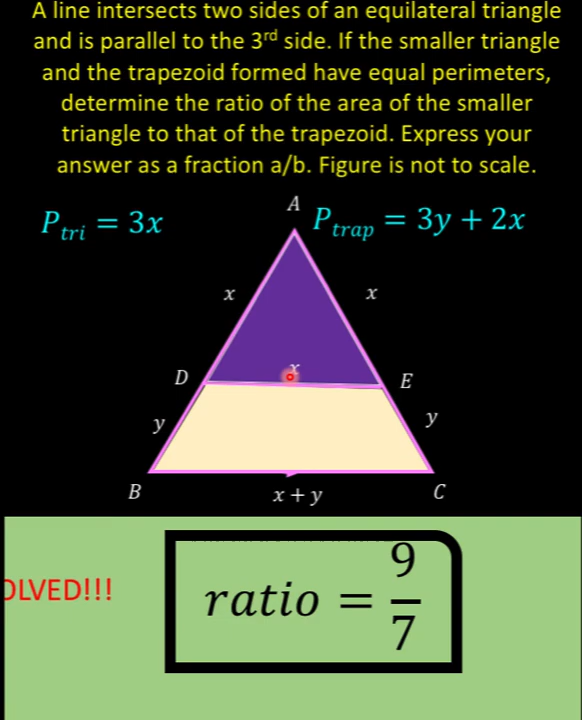 A line intersects two sides of an equilateral triangle
and is parallel to the 3rd side. If the smaller triangle
and the trapezoid formed have equal perimeters,
determine the ratio of the area of the smaller
triangle to that of the trapezoid. Express your
answer as a fraction a/b. Figure is not to scale.
A
P_tri = 3x
P_trap = 3y + 2x
x
x
x
D
E
y
y
B
x + y
C
OLVED!!!
ratio = 9/7